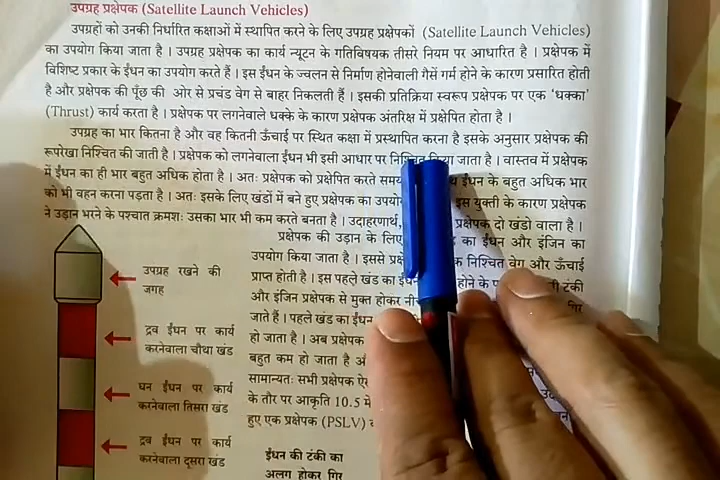 उपग्रह प्रक्षेपक (Satellite Launch Vehicles)
उपग्रहों को उनकी निर्धारित कक्षाओं में स्थापित करने के लिए उपग्रह प्रक्षेपकों (Satellite Launch Vehicles)
का उपयोग किया जाता है । उपग्रह प्रक्षेपक का कार्य न्यूटन के गतिविषयक तीसरे नियम पर आधारित है । प्रक्षेपक में
विशिष्ट प्रकार के ईंधन का उपयोग करते हैं । इस ईंधन के ज्वलन से निर्माण होनेवाली गैसें गर्म होने के कारण प्रसारित होती
है और प्रक्षेपक की पूँछ की ओर से प्रचंड वेग से बाहर निकलती हैं । इसकी प्रतिक्रिया स्वरूप प्रक्षेपक पर एक ‘धक्का’
(Thrust) कार्य करता है । प्रक्षेपक पर लगनेवाले धक्के के कारण प्रक्षेपक अंतरिक्ष में प्रक्षेपित होता है ।
उपग्रह का भार कितना है और वह कितनी ऊँचाई पर स्थित कक्षा में प्रस्थापित करना है इसके अनुसार प्रक्षेपक की
रूपरेखा निश्चित की जाती है । प्रक्षेपक को लगनेवाला ईंधन भी इसी आधार पर निश्चित किया जाता है । वास्तव में प्रक्षेपक
में ईंधन का ही भार बहुत अधिक होता है । अतः प्रक्षेपक को प्रक्षेपित करते समय ईंधन के बहुत अधिक भार
को भी वहन करना पड़ता है । अतः इसके लिए खंडों में बने हुए प्रक्षेपक का उपयोग इस युक्ती के कारण प्रक्षेपक
ने उड़ान भरने के पश्चात क्रमशः उसका भार भी कम करते बनता है । उदाहरणार्थ, प्रक्षेपक दो खंडो वाला है ।
प्रक्षेपक की उड़ान के लिए का ईंधन और इंजिन का
उपयोग किया जाता है । इससे निश्चित वेग और ऊँचाई
प्राप्त होती है । इस पहले खंड का होने के टंकी
और इंजिन प्रक्षेपक से मुक्त होकर
जाते हैं । पहले खंड का ईंधन
हो जाता है । अब प्रक्षेपक
बहुत कम हो जाता है
सामान्यतः सभी प्रक्षेपक
के तौर पर आकृति 10.5 में
हुए एक प्रक्षेपक (PSLV)
उपग्रह रखने की
जगह
द्रव ईंधन पर कार्य
करनेवाला चौथा खंड
घन ईंधन पर कार्य
करनेवाला तिसरा खंड
द्रव ईंधन पर कार्य
करनेवाला दूसरा खंड
ईंधन की टंकी का
अलग होकर गिर